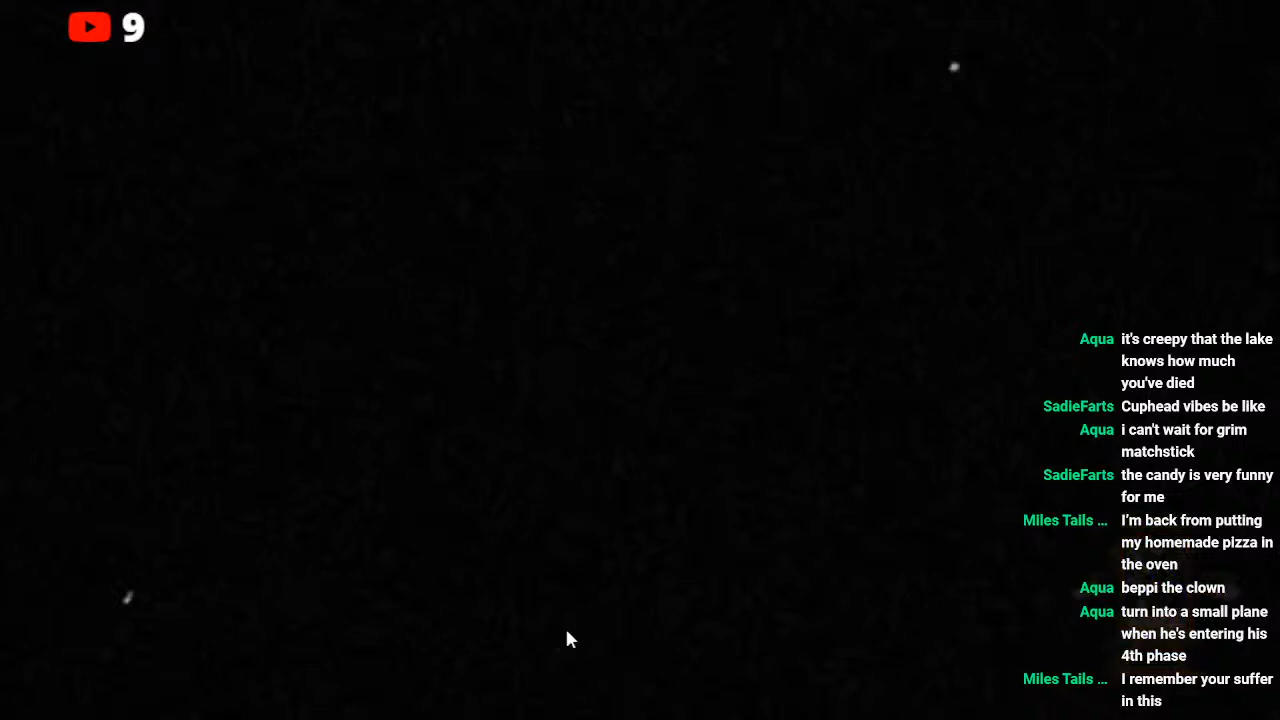 9
Aqua it's creepy that the lake
knows how much
you've died
SadieFarts Cuphead vibes be like
Aqua i can't wait for grim
matchstick
SadieFarts the candy is very funny
for me
Miles Tails ... I'm back from putting
my homemade pizza in
the oven
Aqua beppi the clown
Aqua turn into a small plane
when he's entering his
4th phase
Miles Tails ... I remember your suffer
in this